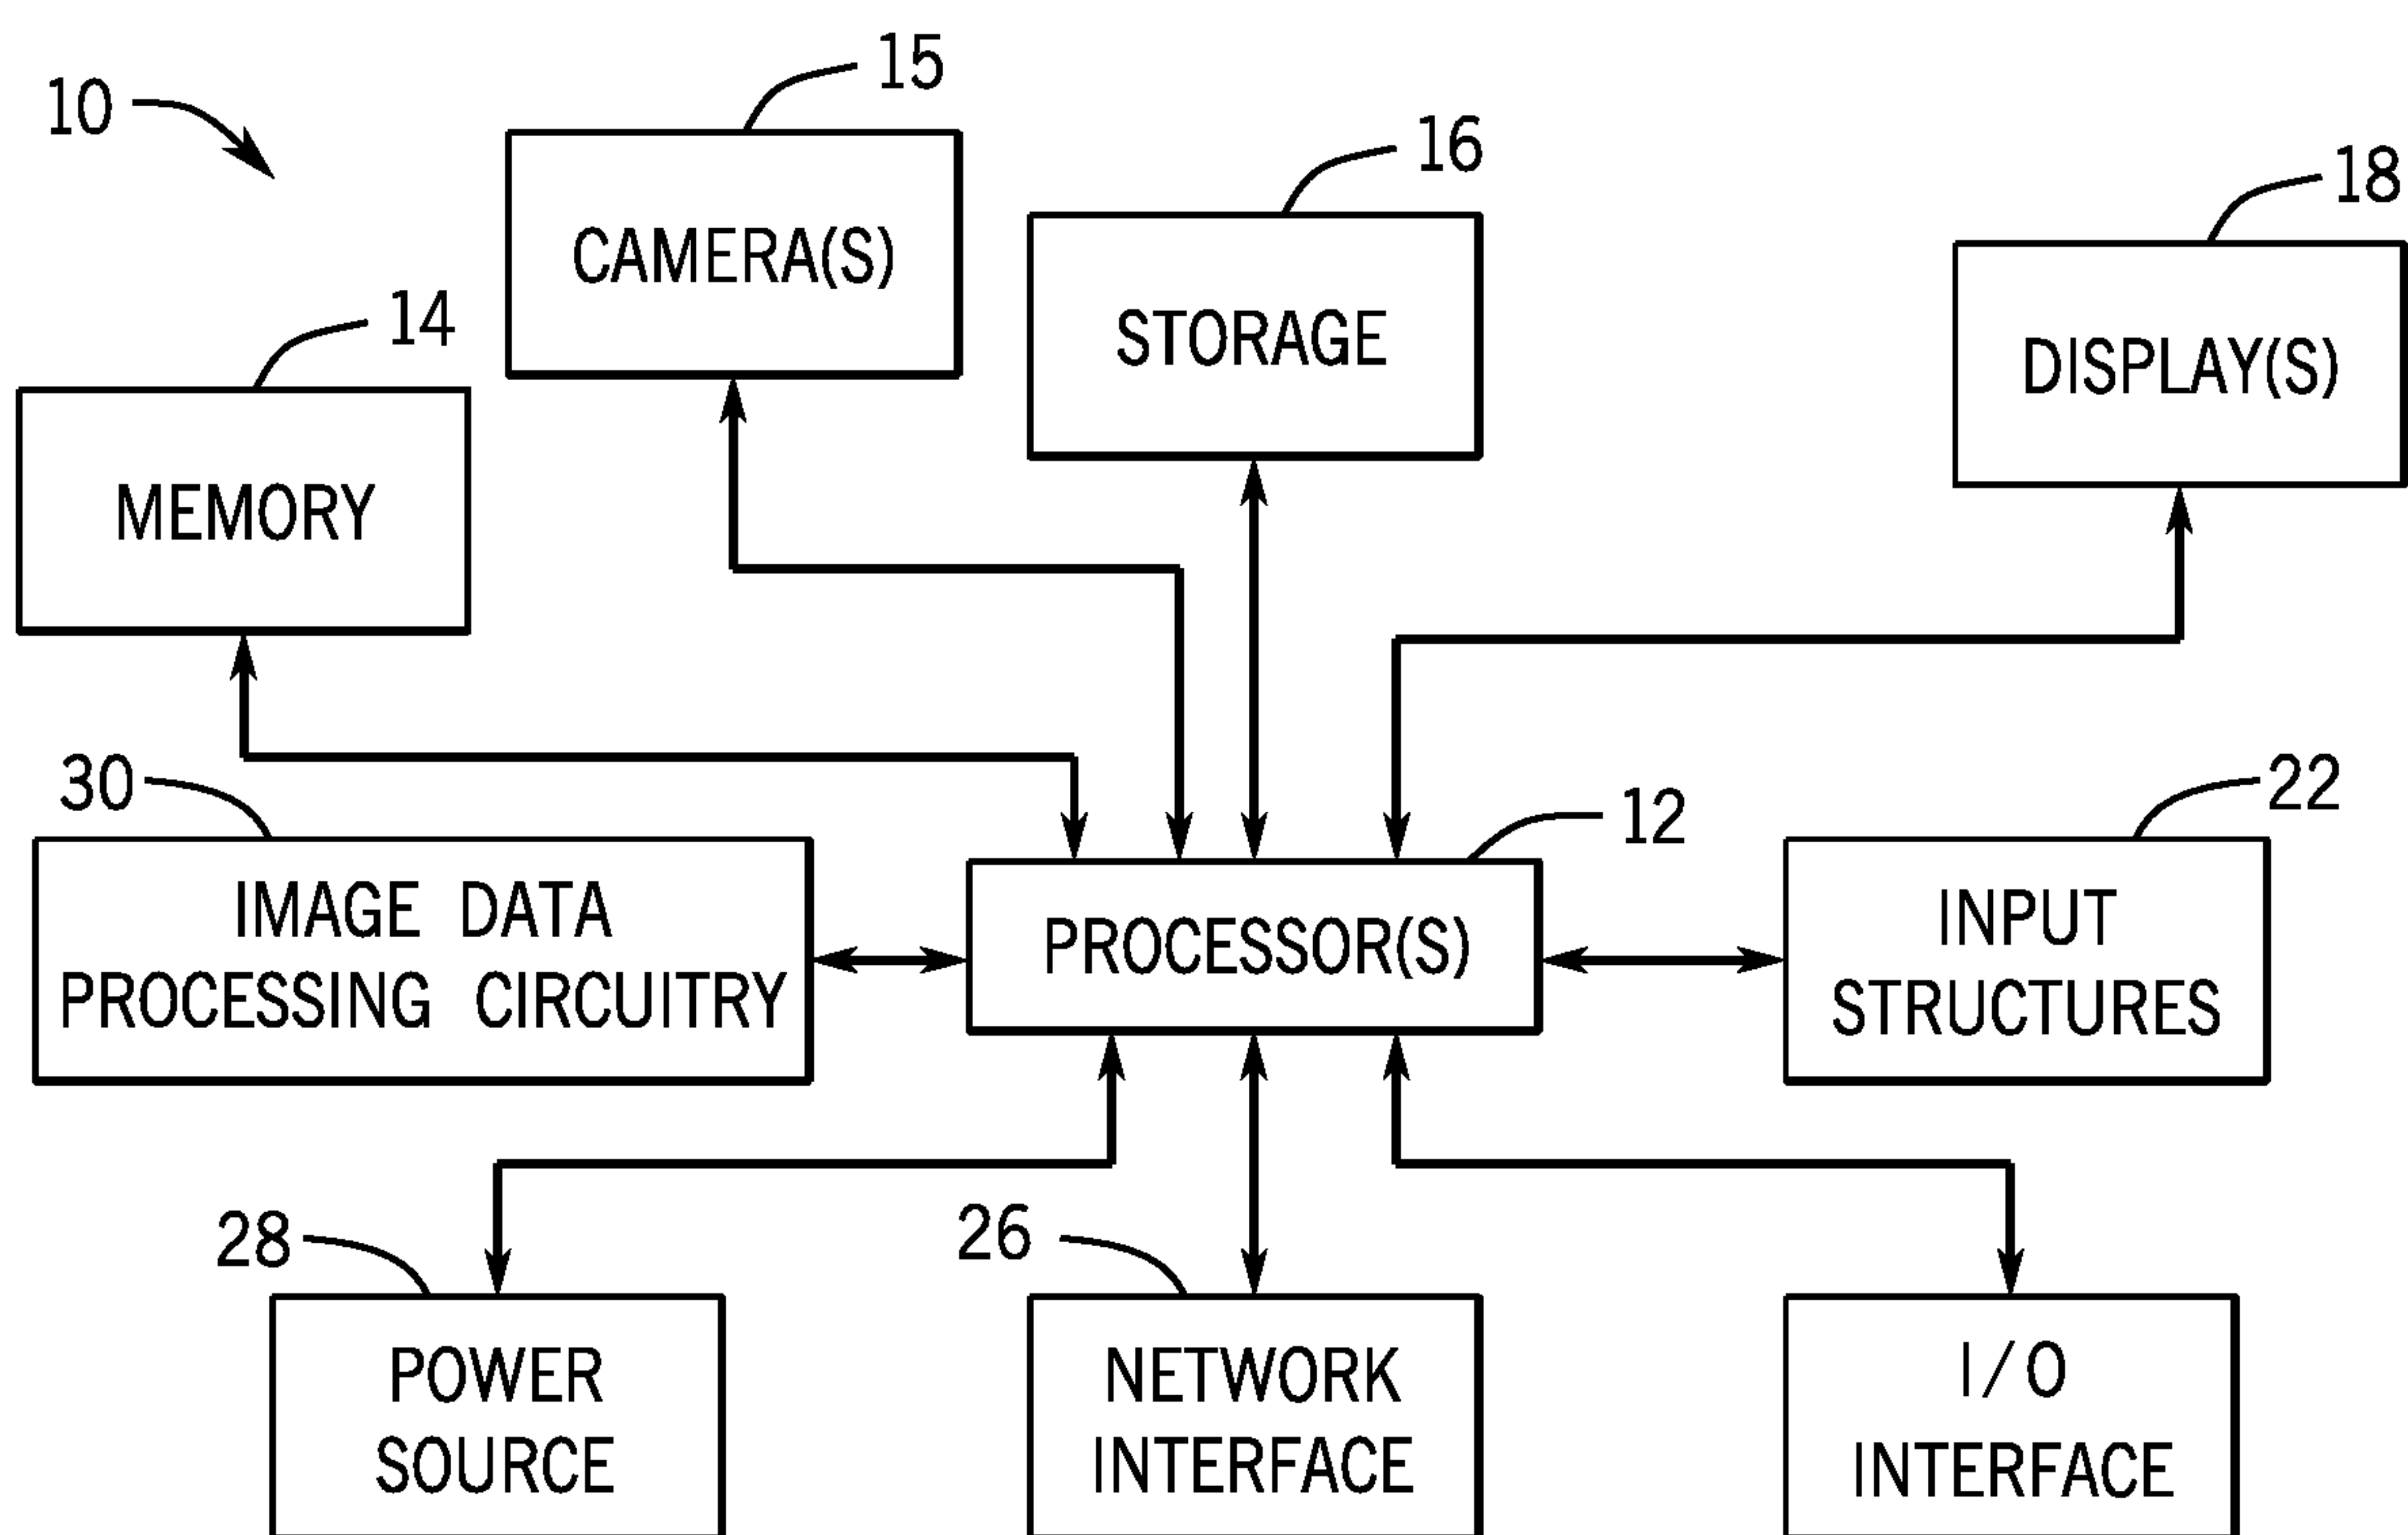 10
15
CAMERA(S)
16
STORAGE
18
DISPLAY(S)
14
MEMORY
30
IMAGE DATA
PROCESSING CIRCUITRY
12
PROCESSOR(S)
22
INPUT
STRUCTURES
28
POWER
SOURCE
26
NETWORK
INTERFACE
I/O
INTERFACE